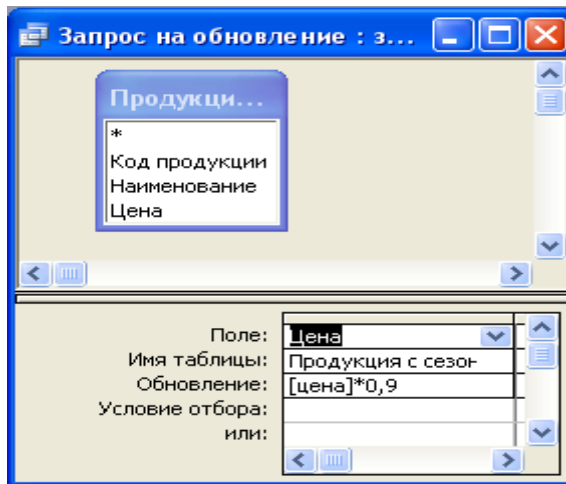 Запрос на обновление : з...
Продукци...
*
Код продукции
Наименование
Цена
Поле: Цена
Имя таблицы: Продукция с сезон
Обновление: [цена]*0,9
Условие отбора:
или: